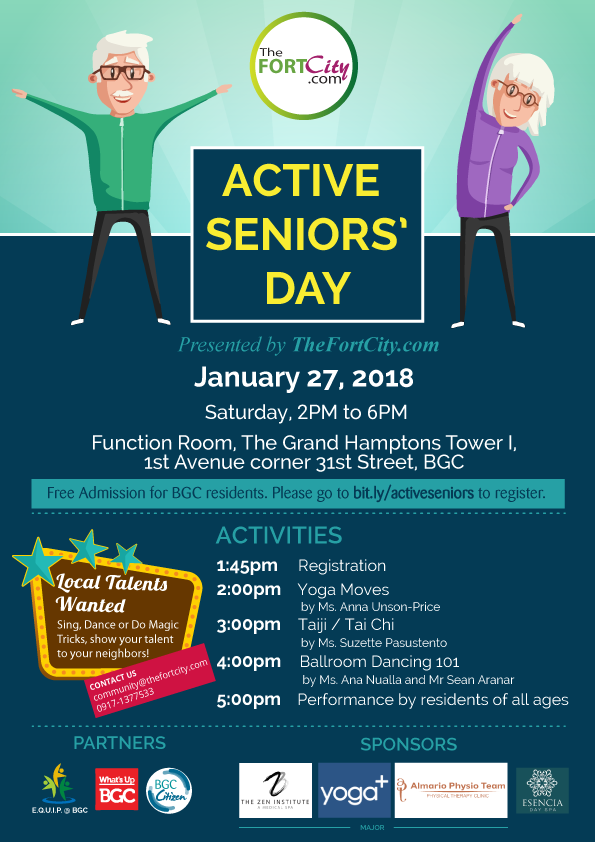 The
FORTCity
.com
ACTIVE
SENIORS'
DAY
Presented by TheFortCity.com
January 27, 2018
Saturday, 2PM to 6PM
Function Room, The Grand Hamptons Tower I,
1st Avenue corner 31st Street, BGC
Free Admission for BGC residents. Please go to bit.ly/activeseniors to register.
Local Talents
Wanted
Sing, Dance or Do Magic
Tricks, show your talent
to your neighbors!
CONTACT US
community@thefortcity.com
0917-1377533
ACTIVITIES
1:45pm Registration
2:00pm Yoga Moves
by Ms. Anna Unson-Price
3:00pm Taiji / Tai Chi
by Ms. Suzette Pasustento
4:00pm Ballroom Dancing 101
by Ms. Ana Nualla and Mr Sean Aranar
5:00pm Performance by residents of all ages
PARTNERS
E.Q.U.I.P. @ BGC
What's Up
BGC
BGC
Citizen
SPONSORS
THE ZEN INSTITUTE
A MEDICAL SPA
yoga+
Almario Physio Team
PHYSICAL THERAPY CLINIC
ESENCIA
DAY SPA
MAJOR